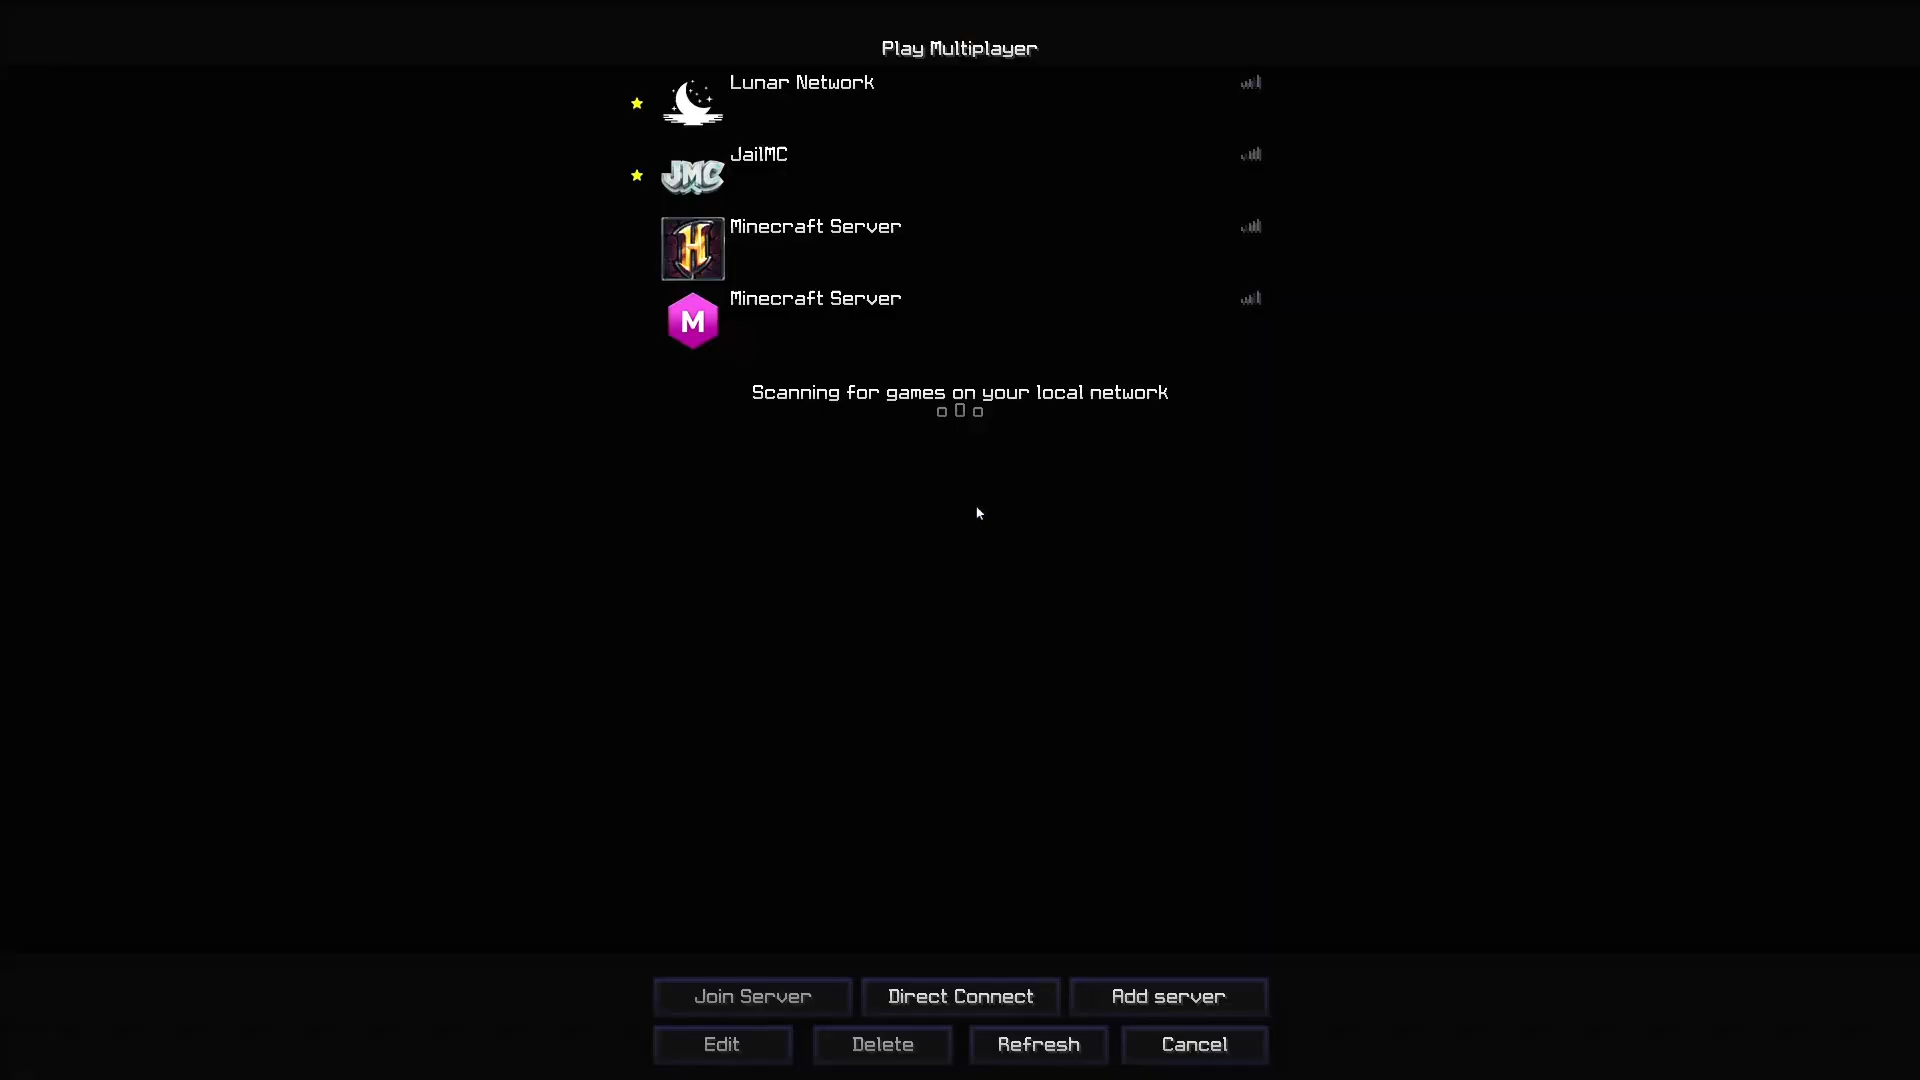 Play Multiplayer
Lunar Network
JailMC
JMC
Minecraft Server
H
Minecraft Server
M
Scanning for games on your local network
Join Server
Direct Connect
Add server
Edit
Delete
Refresh
Cancel